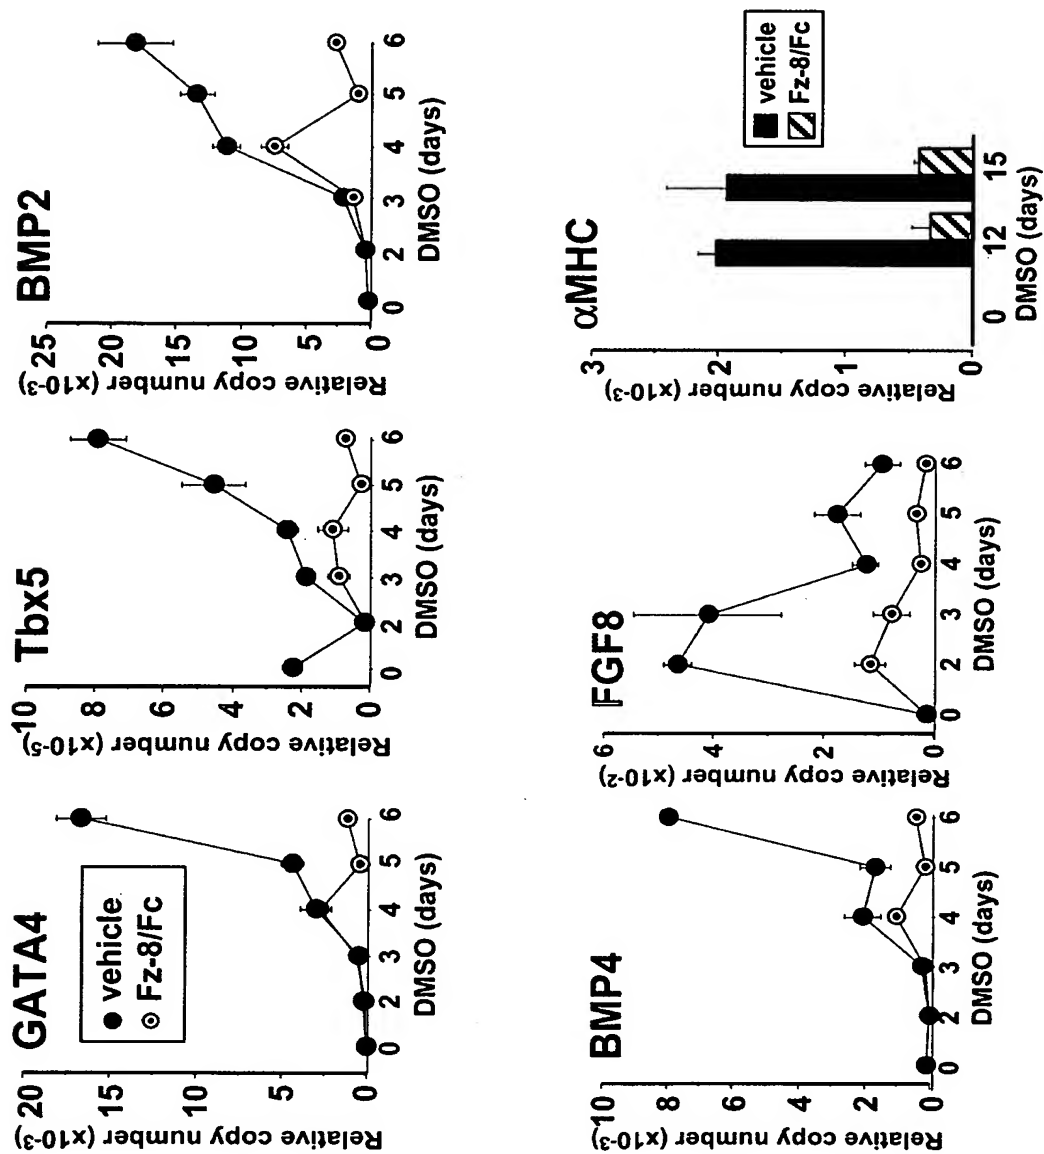 GATA4
Relative copy number (x10-3)
20
15
10
5
0
vehicle
Fz-8/Fc
0 2 3 4 5 6
DMSO (days)
Tbx5
Relative copy number (x10-5)
10
8
6
4
2
0
0 2 3 4 5 6
DMSO (days)
BMP2
Relative copy number (x10-3)
25
20
15
10
5
0
0 2 3 4 5 6
DMSO (days)
BMP4
Relative copy number (x10-3)
10
8
6
4
2
0
0 2 3 4 5 6
DMSO (days)
FGF8
Relative copy number (x10-2)
6
4
2
0
0 2 3 4 5 6
DMSO (days)
αMHC
Relative copy number (x10-3)
3
2
1
0
vehicle
Fz-8/Fc
0 12 15
DMSO (days)